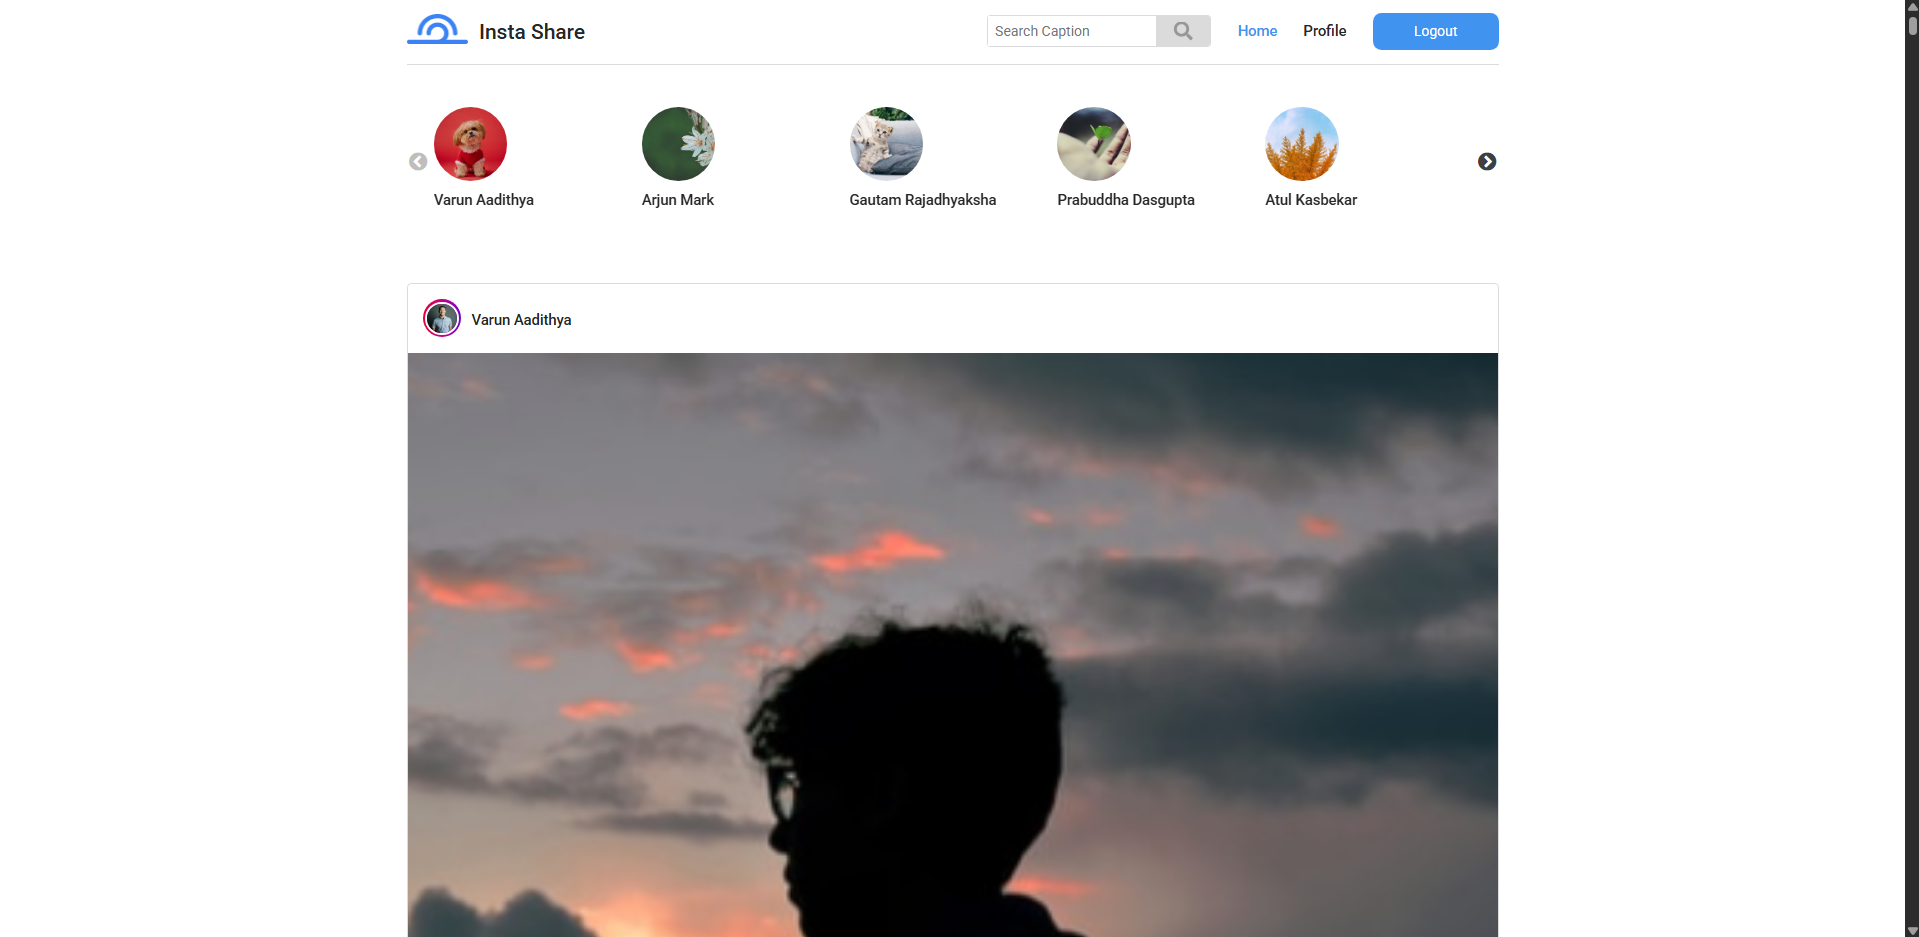 Insta Share
Search Caption
Home
Profile
Logout
Varun Aadithya
Arjun Mark
Gautam Rajadhyaksha
Prabuddha Dasgupta
Atul Kasbekar
Varun Aadithya